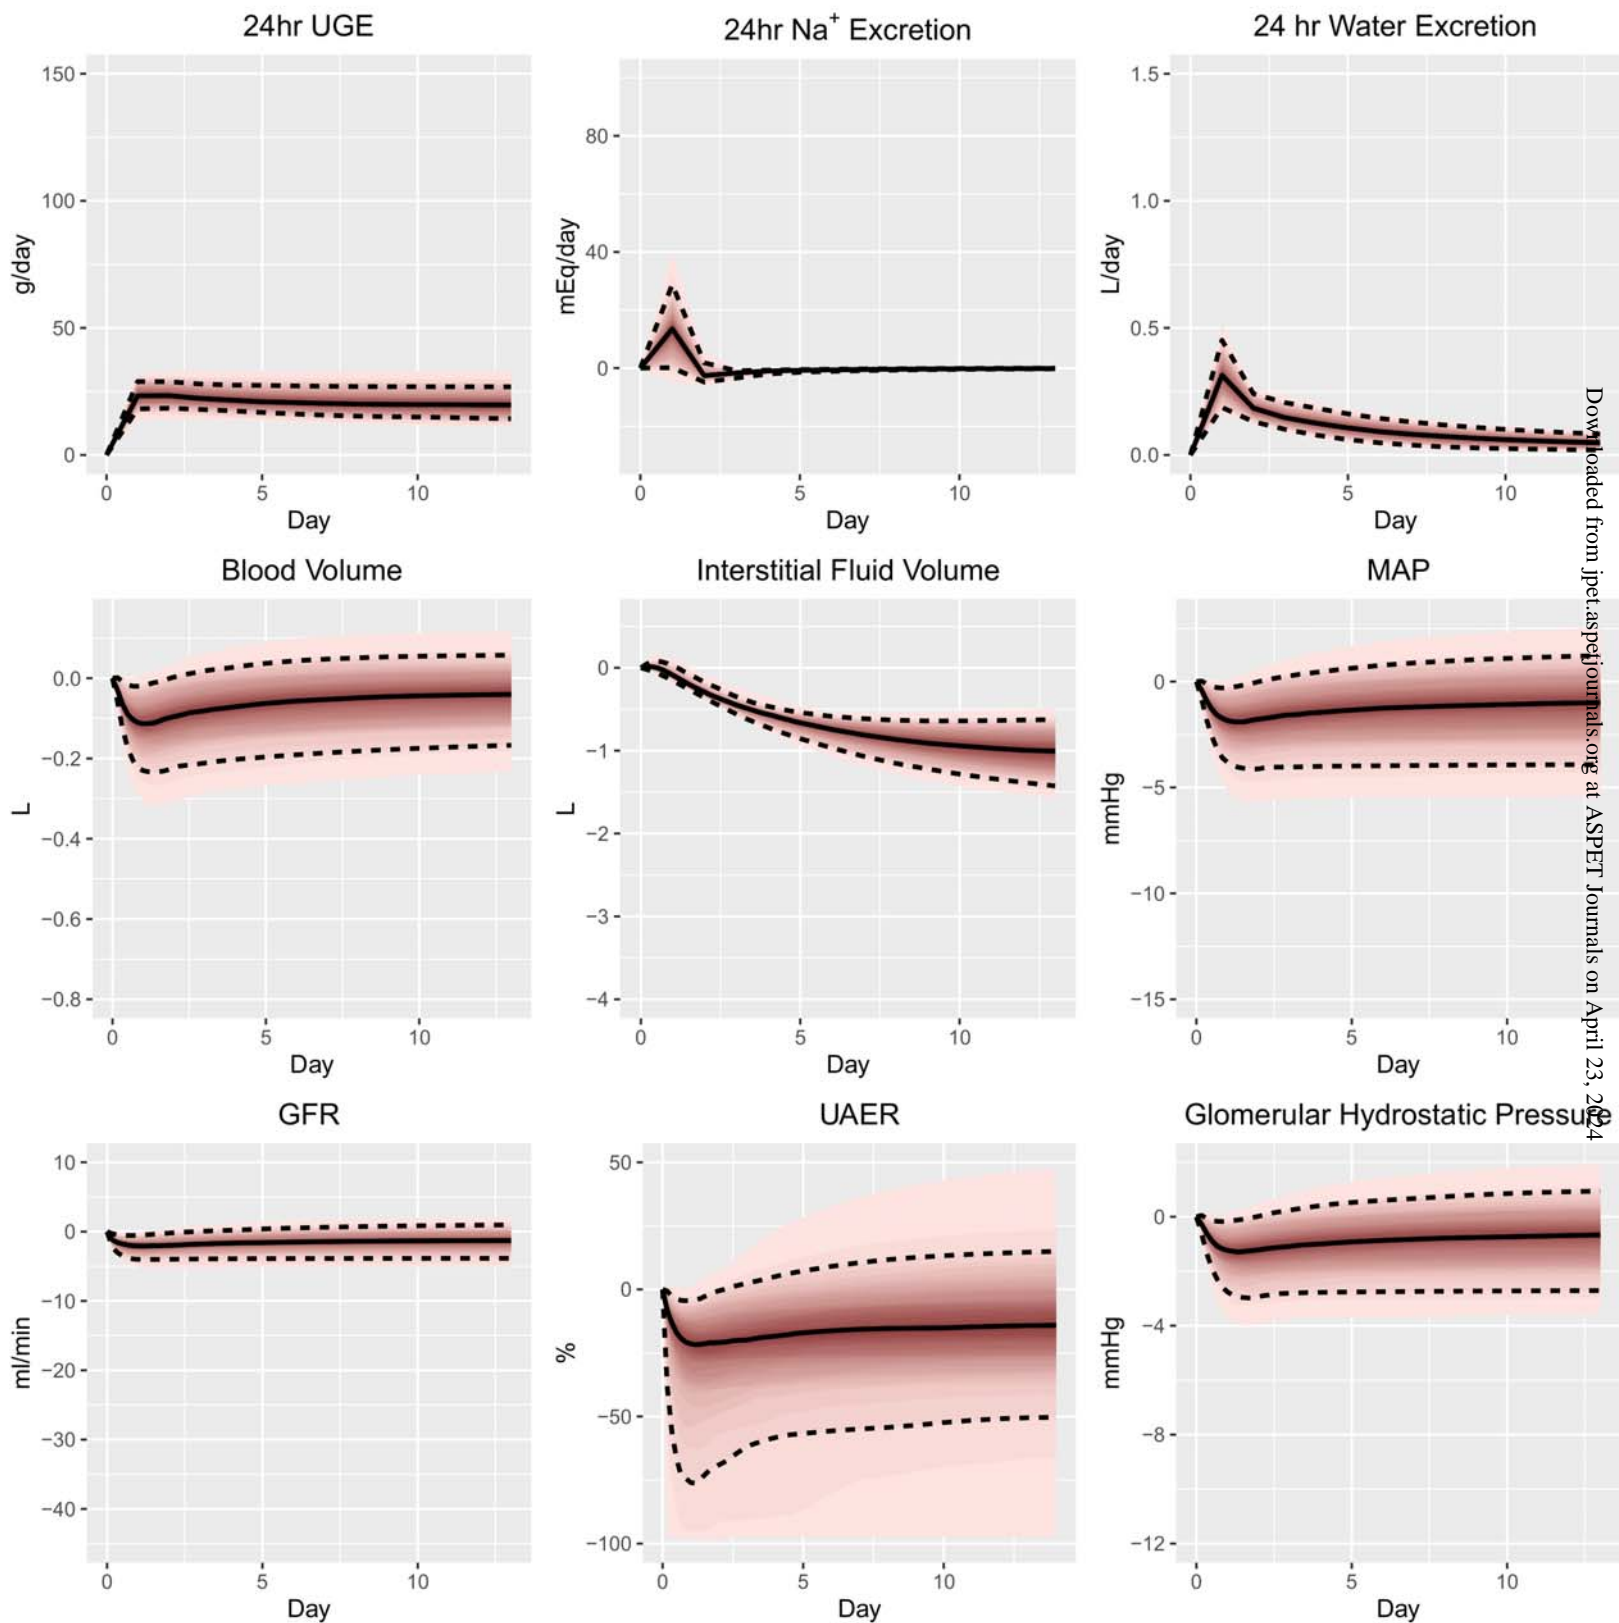 24hr UGE
150
100
50
0
g/day
0 5 10
Day
24hr Na⁺ Excretion
80
40
0
mEq/day
0 5 10
Day
24 hr Water Excretion
1.5
1.0
0.5
0.0
L/day
0 5 10
Day
Blood Volume
0.0
−0.2
−0.4
−0.6
−0.8
L
0 5 10
Day
Interstitial Fluid Volume
0
−1
−2
−3
−4
L
0 5 10
Day
MAP
0
−5
−10
−15
mmHg
0 5 10
Day
GFR
10
0
−10
−20
−30
−40
ml/min
0 5 10
Day
UAER
50
0
−50
−100
%
0 5 10
Day
Glomerular Hydrostatic Pressure
0
−4
−8
−12
mmHg
0 5 10
Day
Downloaded from jpet.aspetjournals.org at ASPET Journals on April 23, 2024